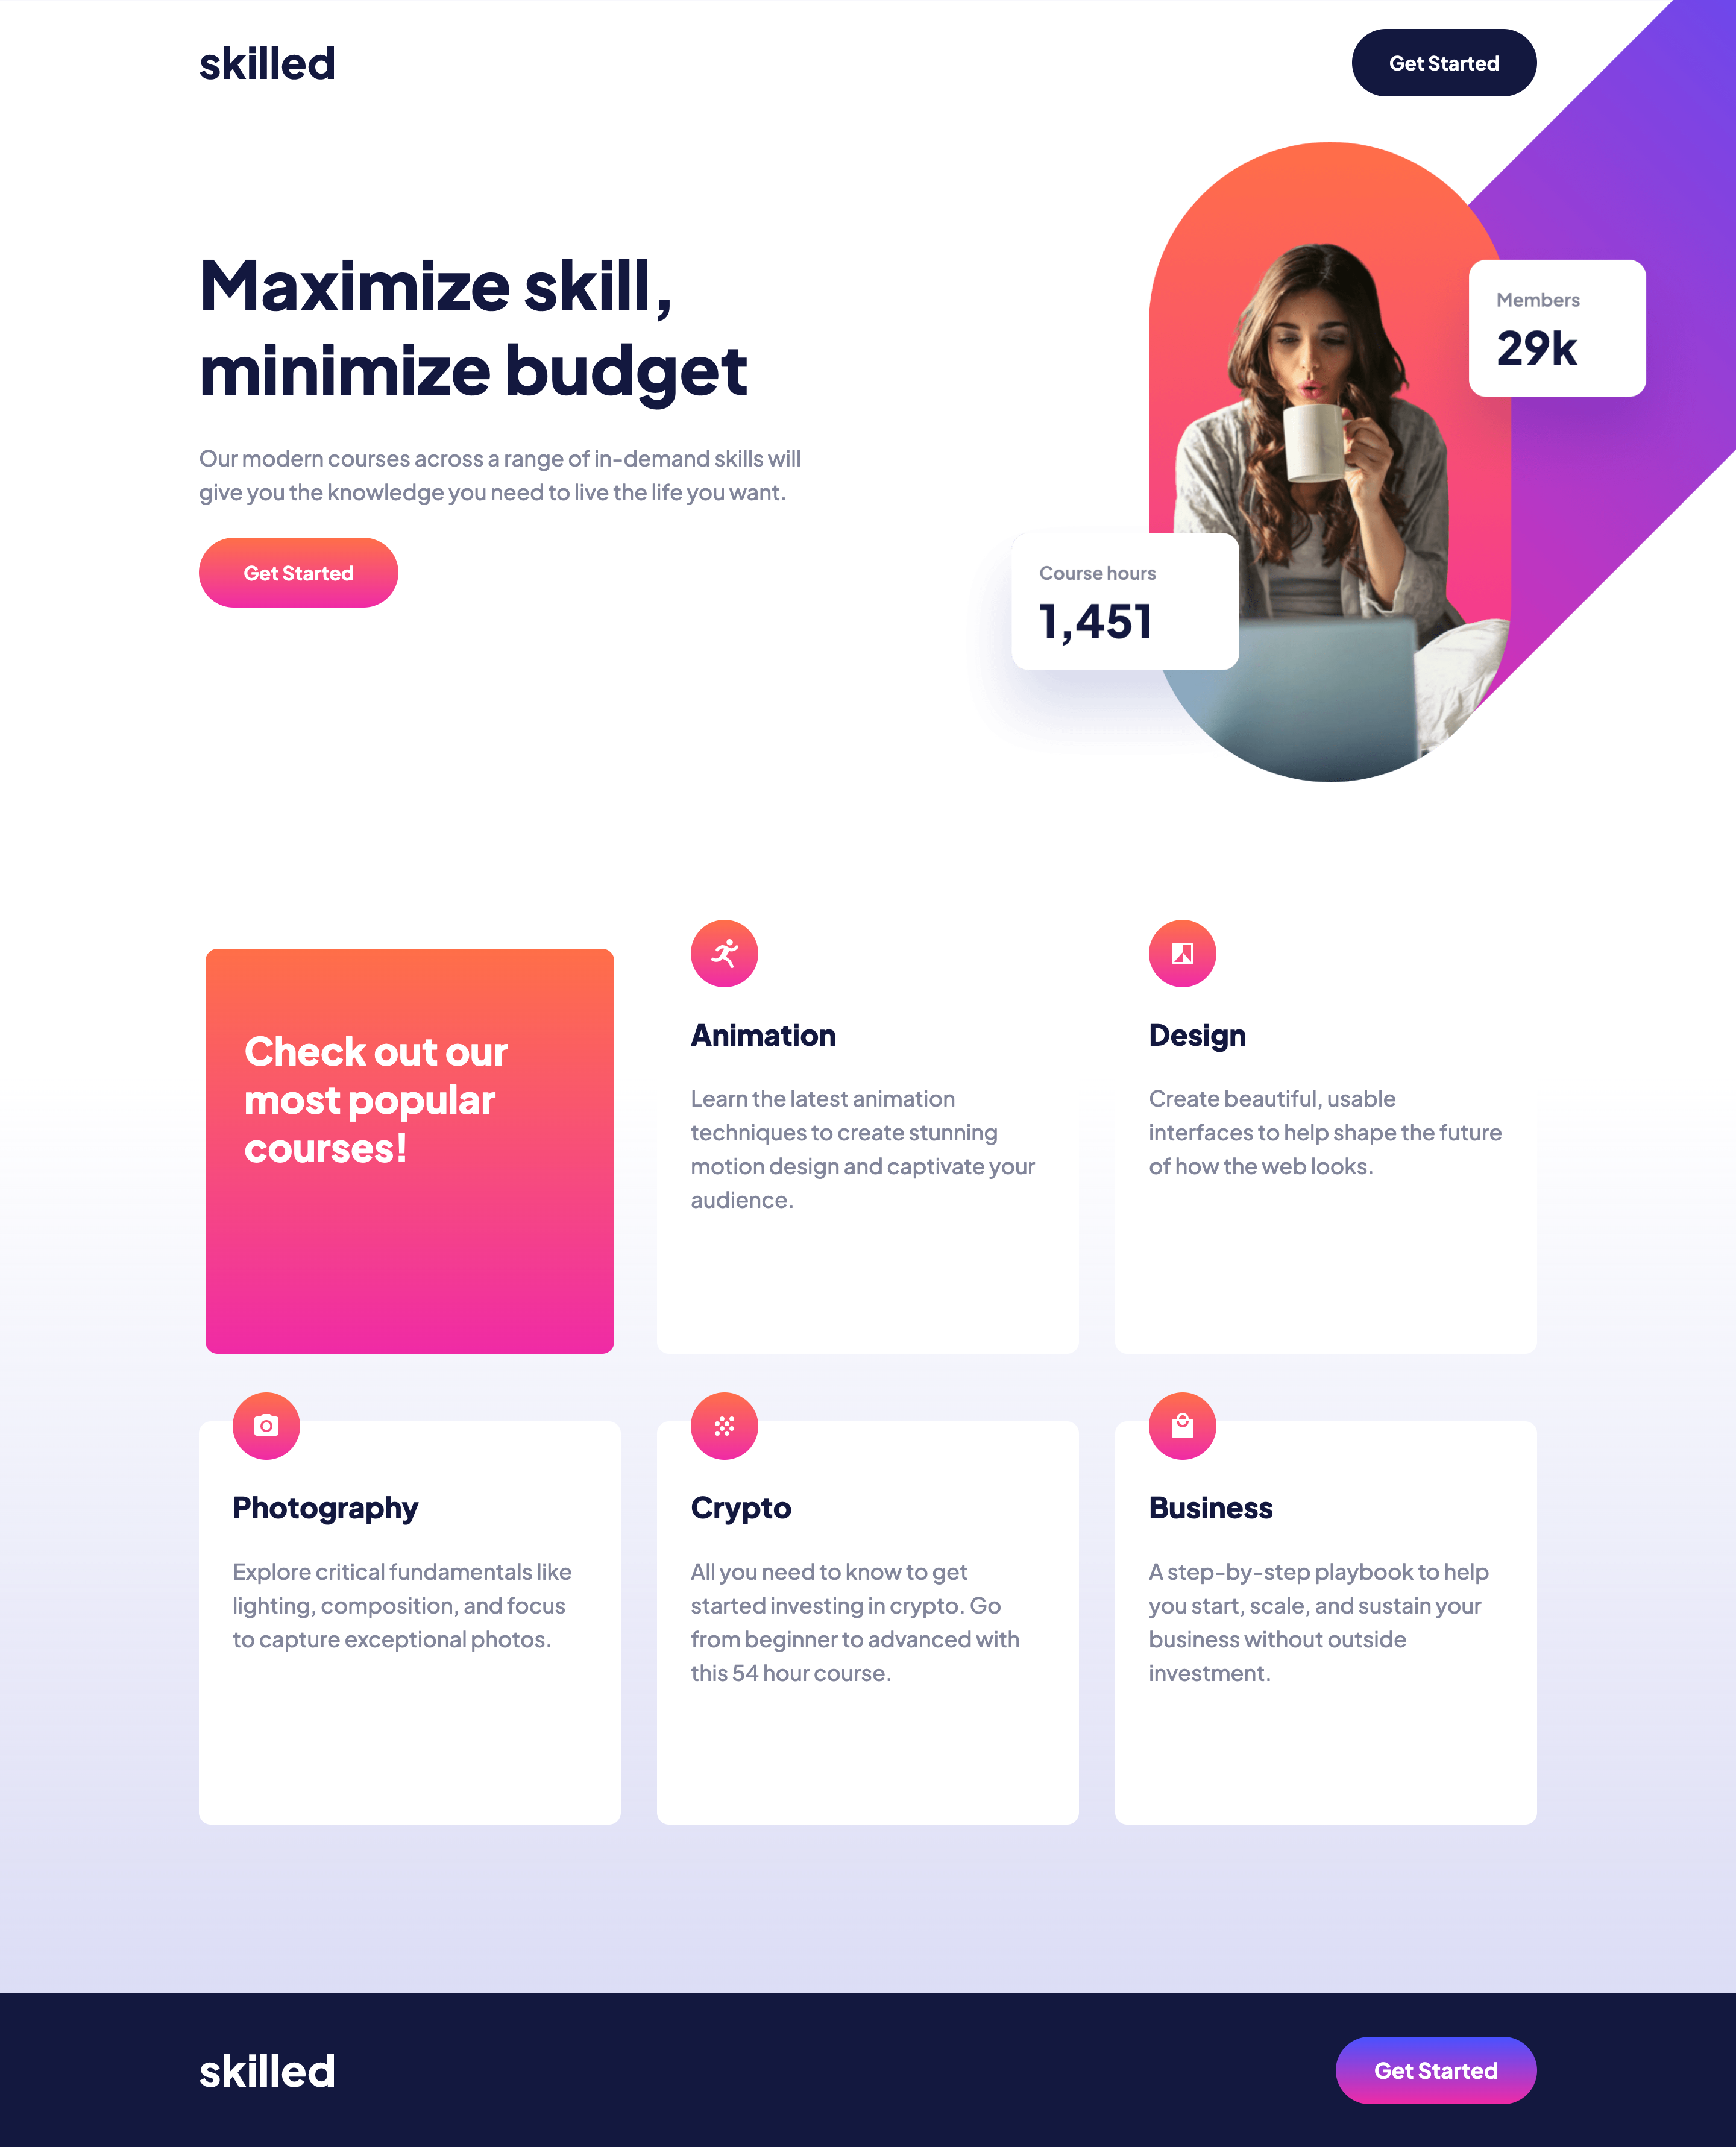 skilled
Get Started
Maximize skill,
minimize budget
Our modern courses across a range of in-demand skills will
give you the knowledge you need to live the life you want.
Get Started
Members
29k
Course hours
1,451
Check out our
most popular
courses!
Animation
Learn the latest animation
techniques to create stunning
motion design and captivate your
audience.
Design
Create beautiful, usable
interfaces to help shape the future
of how the web looks.
Photography
Explore critical fundamentals like
lighting, composition, and focus
to capture exceptional photos.
Crypto
All you need to know to get
started investing in crypto. Go
from beginner to advanced with
this 54 hour course.
Business
A step-by-step playbook to help
you start, scale, and sustain your
business without outside
investment.
skilled
Get Started